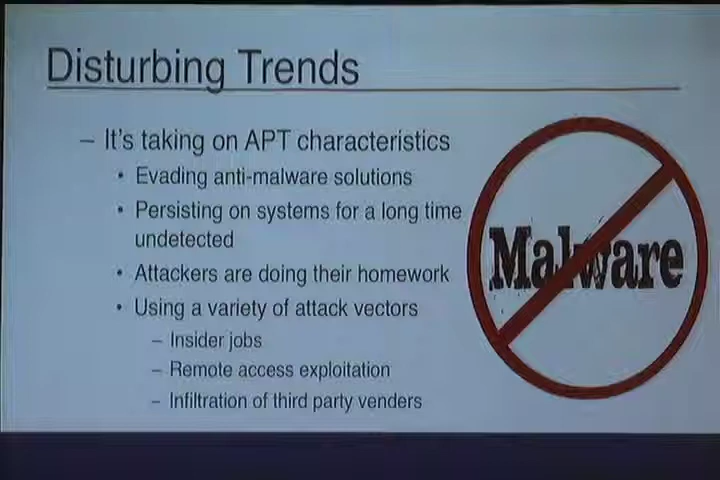 Disturbing Trends
– It's taking on APT characteristics
• Evading anti-malware solutions
• Persisting on systems for a long time
undetected
• Attackers are doing their homework
• Using a variety of attack vectors
– Insider jobs
– Remote access exploitation
– Infiltration of third party venders
Malware